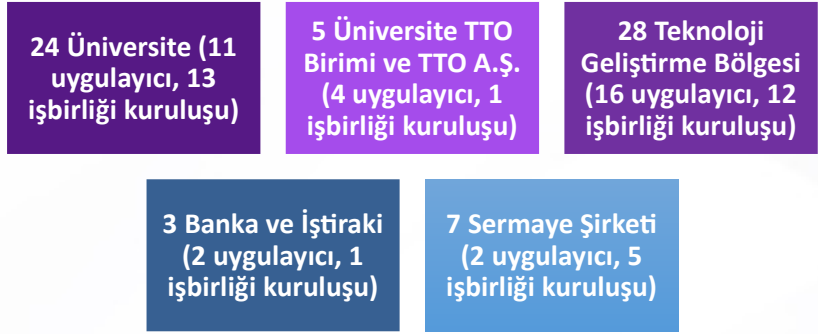 24 Üniversite (11
uygulayıcı, 13
işbirliği kuruluşu)
5 Üniversite TTO
Birimi ve TTO A.Ş.
(4 uygulayıcı, 1
işbirliği kuruluşu)
28 Teknoloji
Geliştirme Bölgesi
(16 uygulayıcı, 12
işbirliği kuruluşu)
3 Banka ve İştiraki
(2 uygulayıcı, 1
işbirliği kuruluşu)
7 Sermaye Şirketi
(2 uygulayıcı, 5
işbirliği kuruluşu)